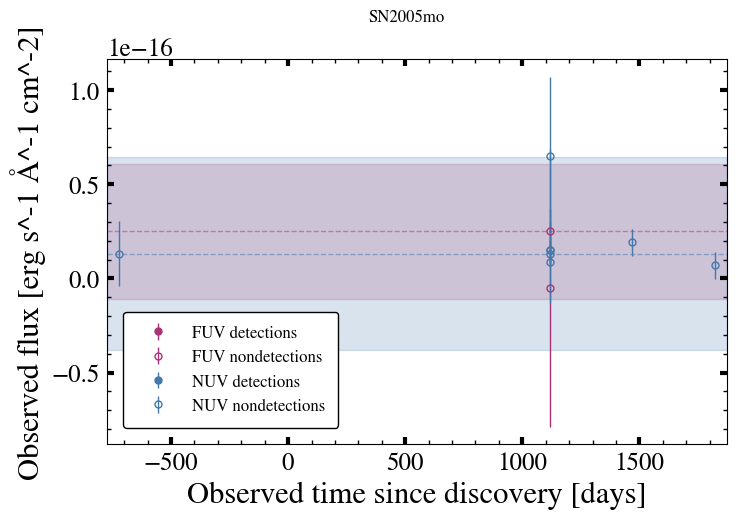 SN2005mo
1e−16
Observed flux [erg s^-1 Å^-1 cm^-2]
1.0
0.5
0.0
−0.5
FUV detections
FUV nondetections
NUV detections
NUV nondetections
−500 0 500 1000 1500
Observed time since discovery [days]